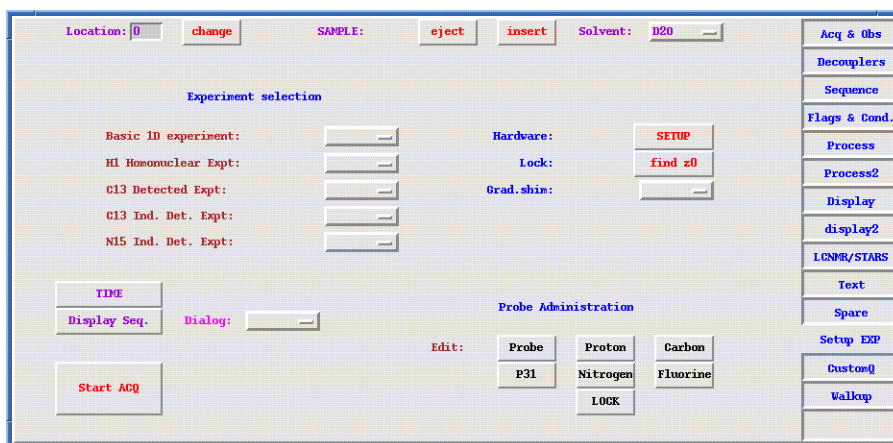 Location: 0 change SAMPLE: eject insert Solvent: D2O
Experiment selection
Basic 1D experiment:
H1 Homonuclear Expt:
C13 Detected Expt:
C13 Ind. Det. Expt:
N15 Ind. Det. Expt:
Hardware: SETUP
Lock: find z0
Grad.shim:
TIME
Display Seq. Dialog:
Start ACQ
Probe Administration
Edit: Probe Proton Carbon
P31 Nitrogen Fluorine
LOCK
Acq & Obs
Decouplers
Sequence
Flags & Cond.
Process
Process2
Display
display2
LCNMR/STARS
Text
Spare
Setup EXP
CustomQ
Walkup